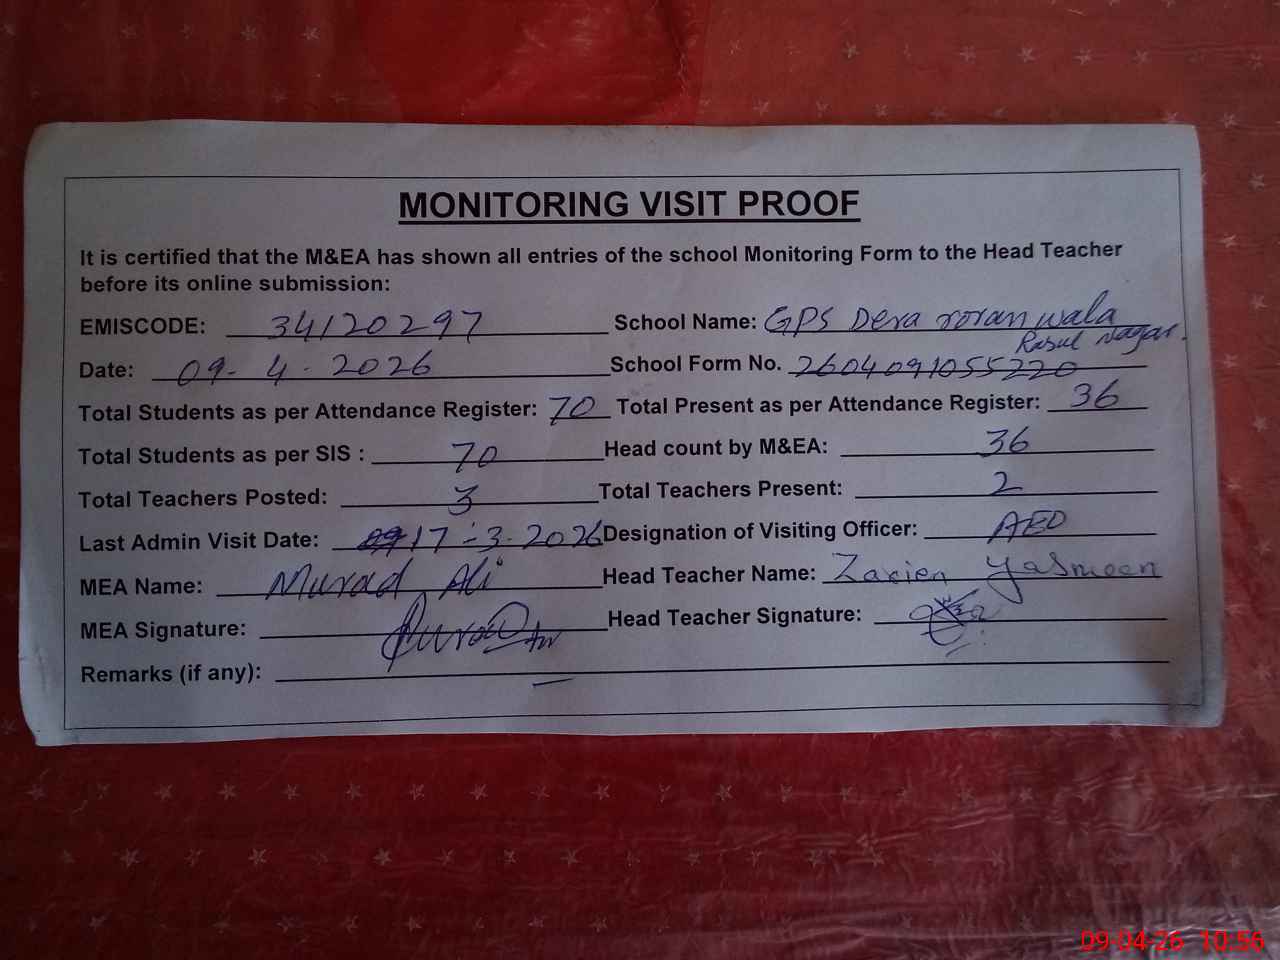 MONITORING VISIT PROOF
It is certified that the M&EA has shown all entries of the school Monitoring Form to the Head Teacher
before its online submission:
EMISCODE: 34120297 School Name: GPS Dera roranwala
Rasul Nagar.
Date: 09-4-2026 School Form No. 2604091055220
Total Students as per Attendance Register: 70 Total Present as per Attendance Register: 36
Total Students as per SIS : 70 Head count by M&EA: 36
Total Teachers Posted: 3 Total Teachers Present: 2
Last Admin Visit Date: 17-3-2026 Designation of Visiting Officer: AEO
MEA Name: Murad Ali Head Teacher Name: Zarien Yasmeen
MEA Signature: Head Teacher Signature:
Remarks (if any):
09-04-26 10:56